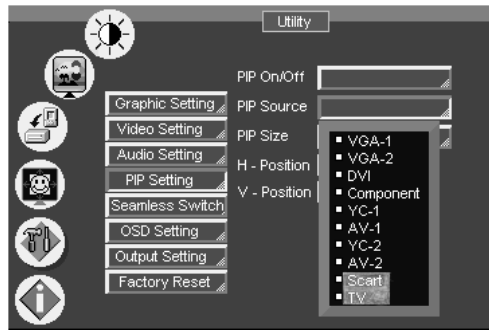 Utility
PIP On/Off
Graphic Setting
PIP Source
Video Setting
PIP Size
Audio Setting
H - Position
PIP Setting
V - Position
Seamless Switch
OSD Setting
Output Setting
Factory Reset
VGA-1
VGA-2
DVI
Component
YC-1
AV-1
YC-2
AV-2
Scart
TV